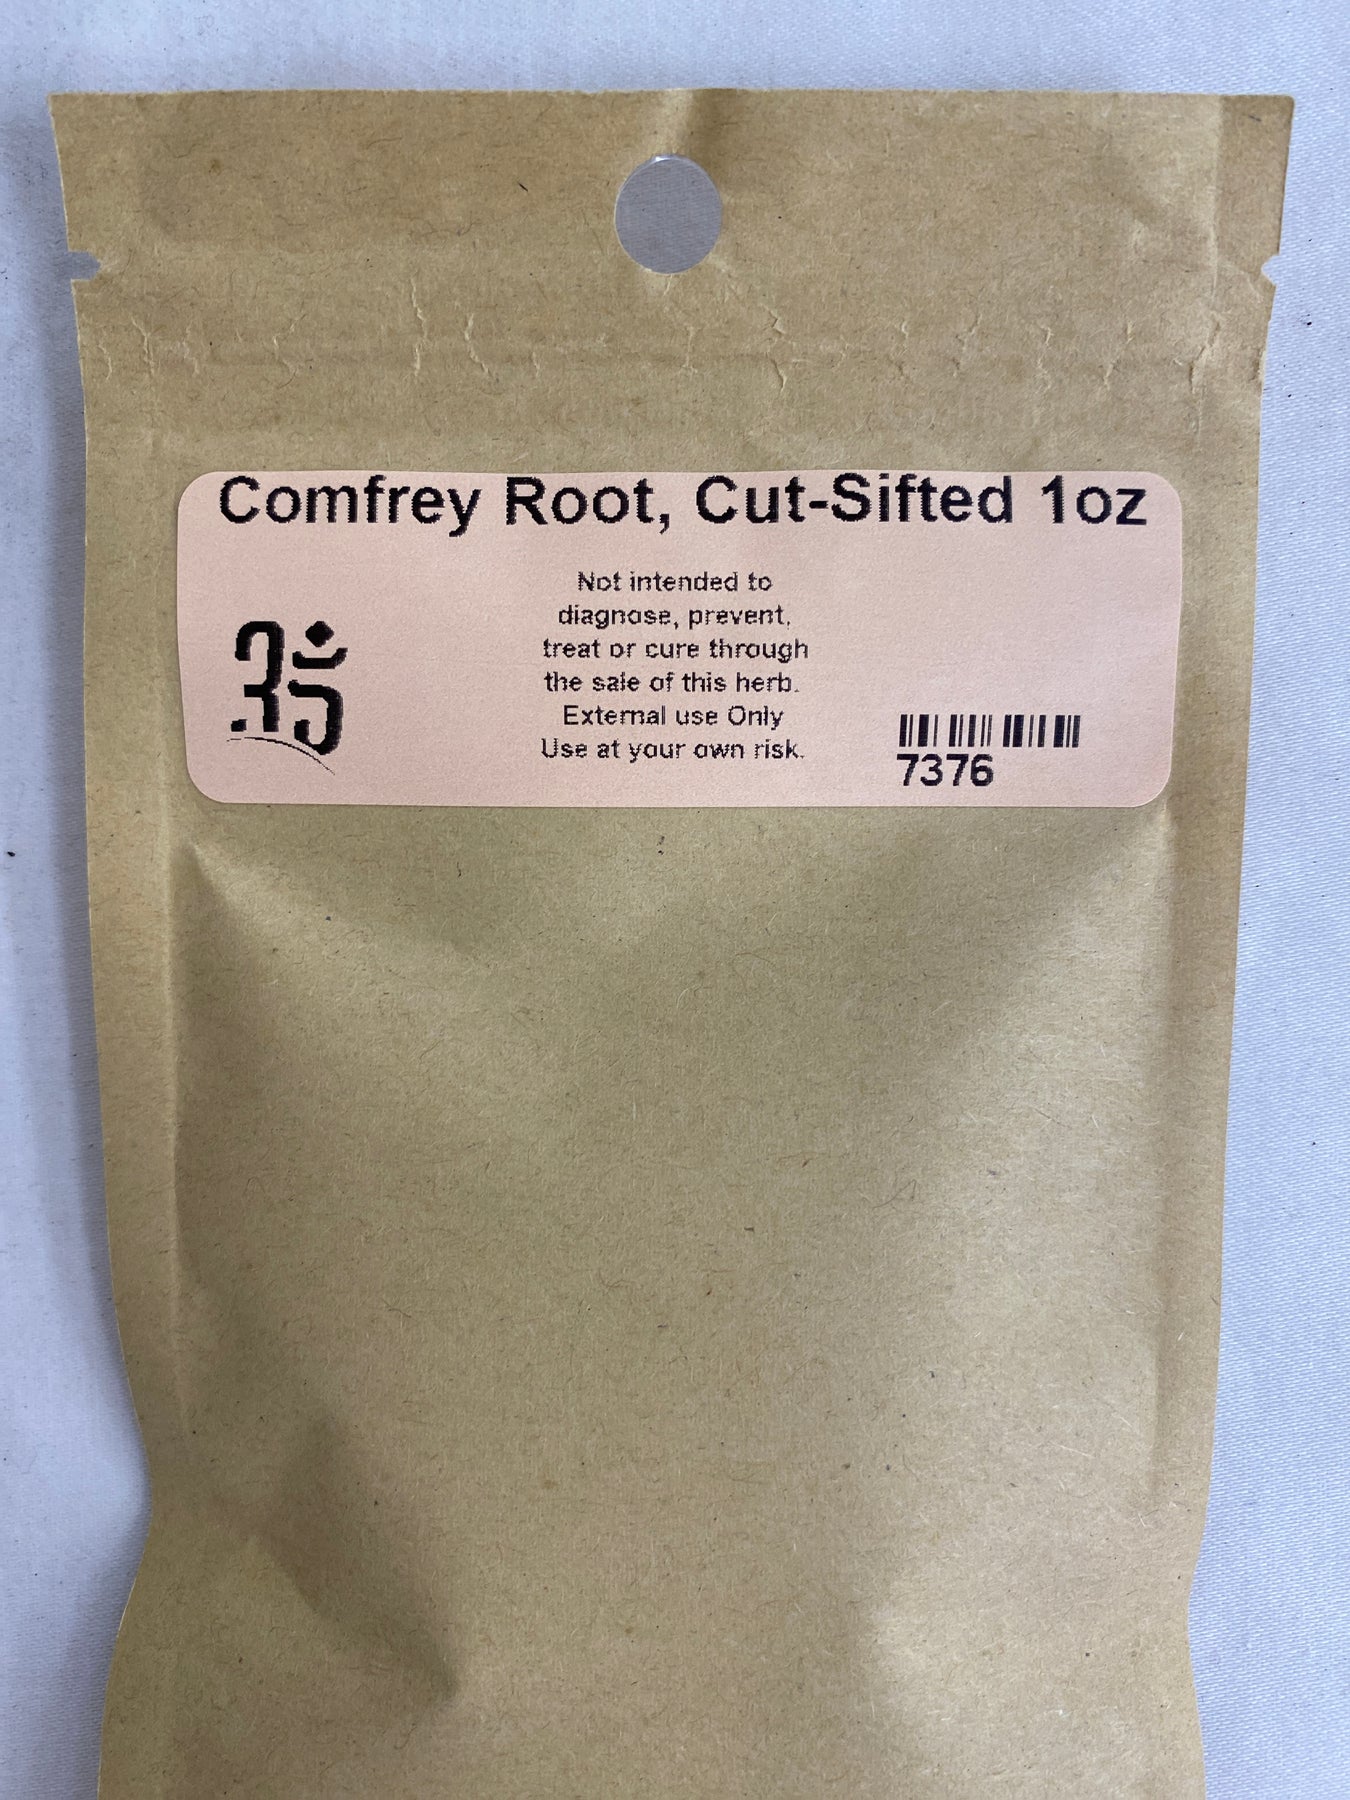 Comfrey Root, Cut-Sifted 1oz
Not intended to
diagnose, prevent,
treat or cure through
the sale of this herb.
External use Only
Use at your own risk.
7376